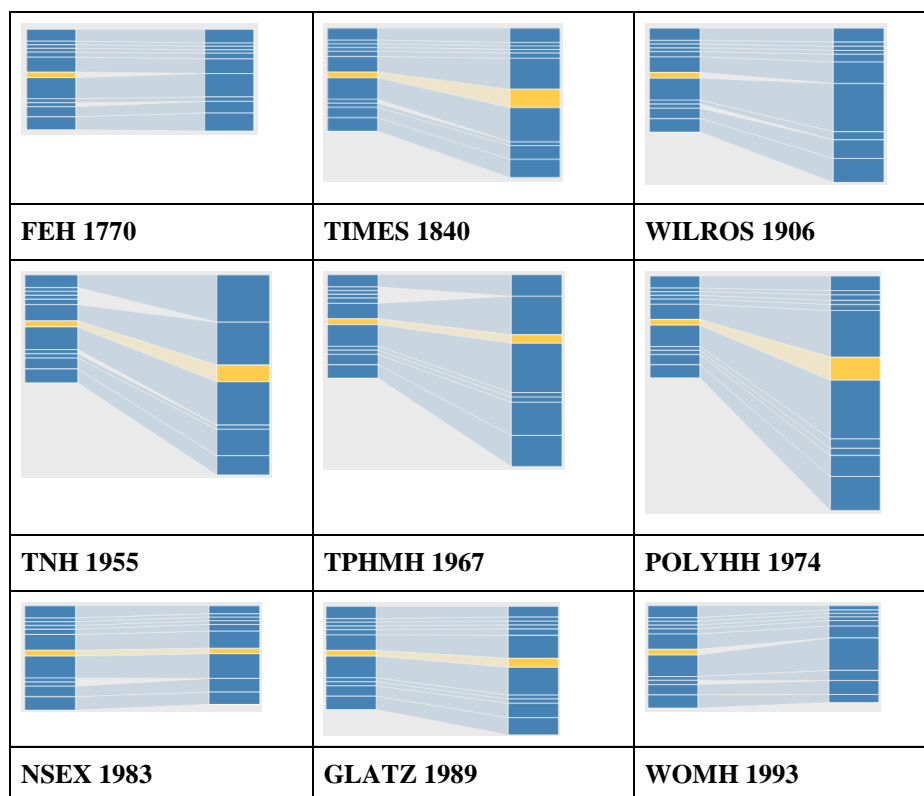 FEH 1770
TIMES 1840
WILROS 1906
TNH 1955
TPHMH 1967
POLYHH 1974
NSEX 1983
GLATZ 1989
WOMH 1993